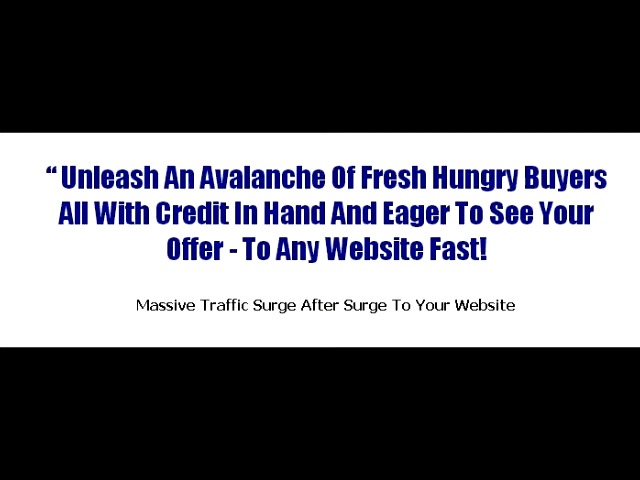 “ Unleash An Avalanche Of Fresh Hungry Buyers
All With Credit In Hand And Eager To See Your
Offer - To Any Website Fast!
Massive Traffic Surge After Surge To Your Website